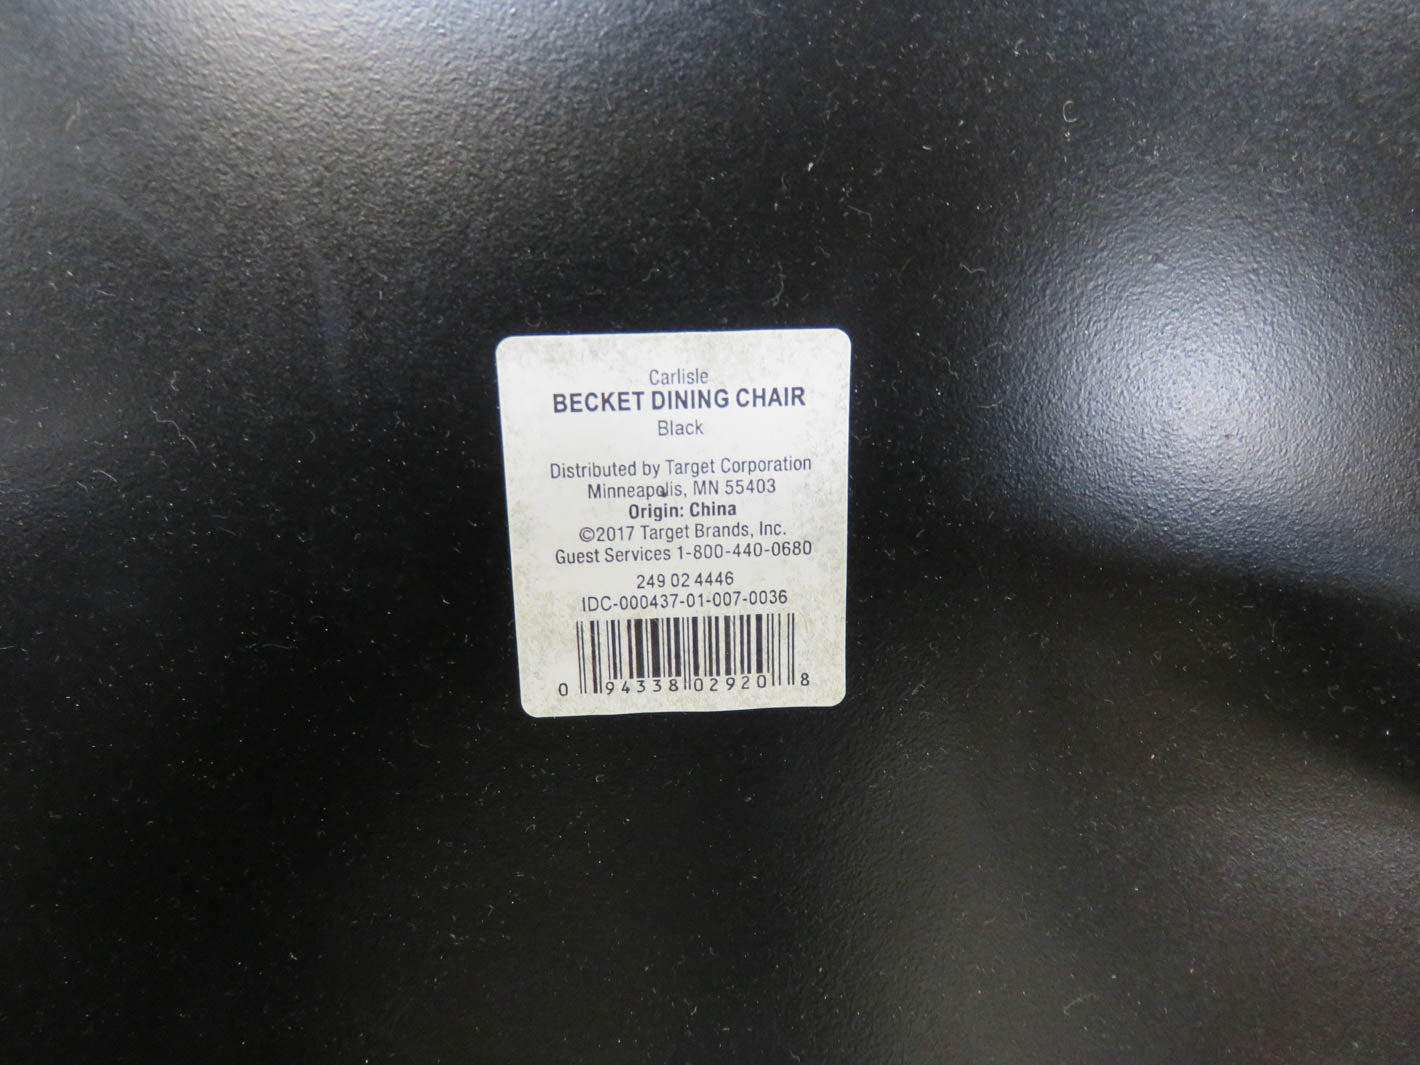 Carlisle
BECKET DINING CHAIR
Black
Distributed by Target Corporation
Minneapolis, MN 55403
Origin: China
©2017 Target Brands, Inc.
Guest Services 1-800-440-0680
249 02 4446
IDC-000437-01-007-0036
0 94338 02920 8